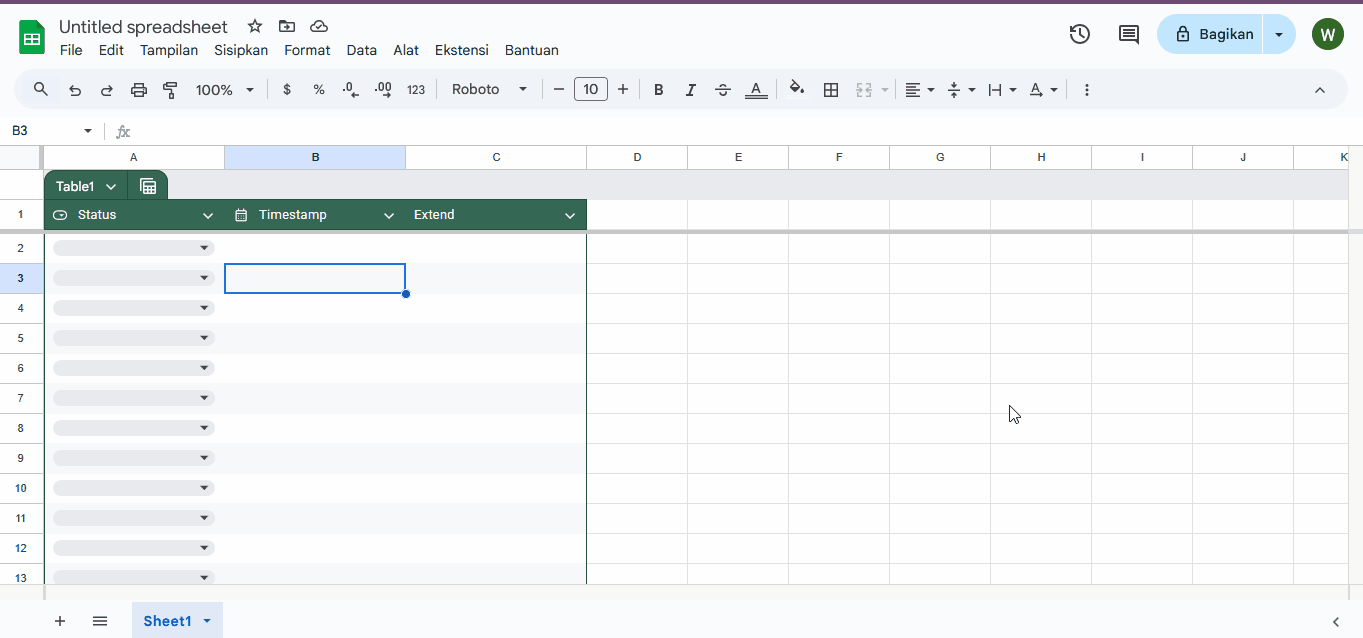 Untitled spreadsheet
File Edit Tampilan Sisipkan Format Data Alat Ekstensi Bantuan
Bagikan
W
100% $ % .0 .00 123 Roboto 10 B I A A
B3 fx
A B C D E F G H I J K
Table1
1 Status Timestamp Extend
2
3
4
5
6
7
8
9
10
11
12
13
Sheet1